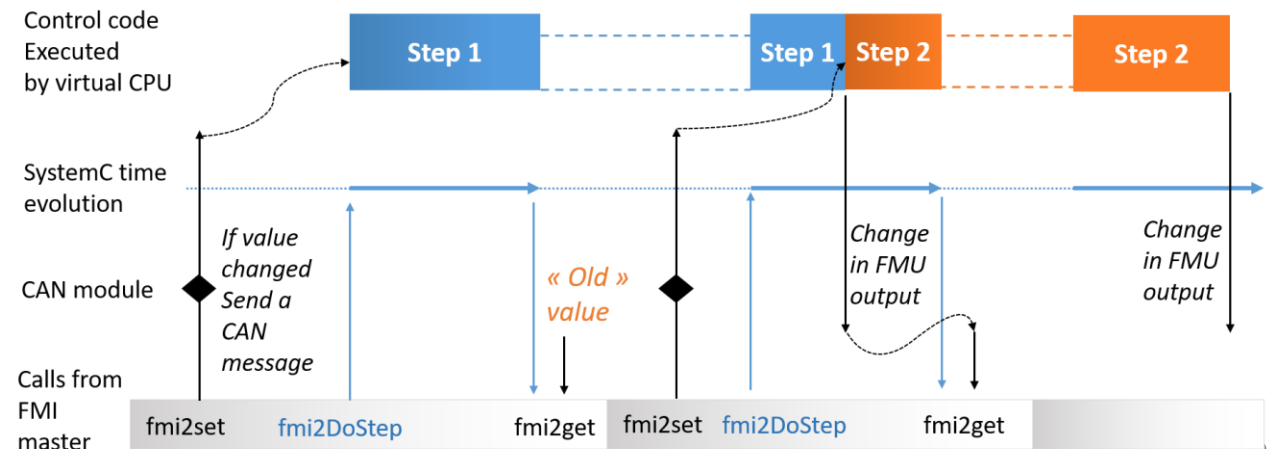 Control code
Executed
by virtual CPU
Step 1
Step 1
Step 2
Step 2
SystemC time
evolution
If value
changed
Send a
CAN
message
« Old »
value
Change
in FMU
output
Change
in FMU
output
CAN module
Calls from
FMI
master
fmi2set
fmi2DoStep
fmi2get
fmi2set
fmi2DoStep
fmi2get